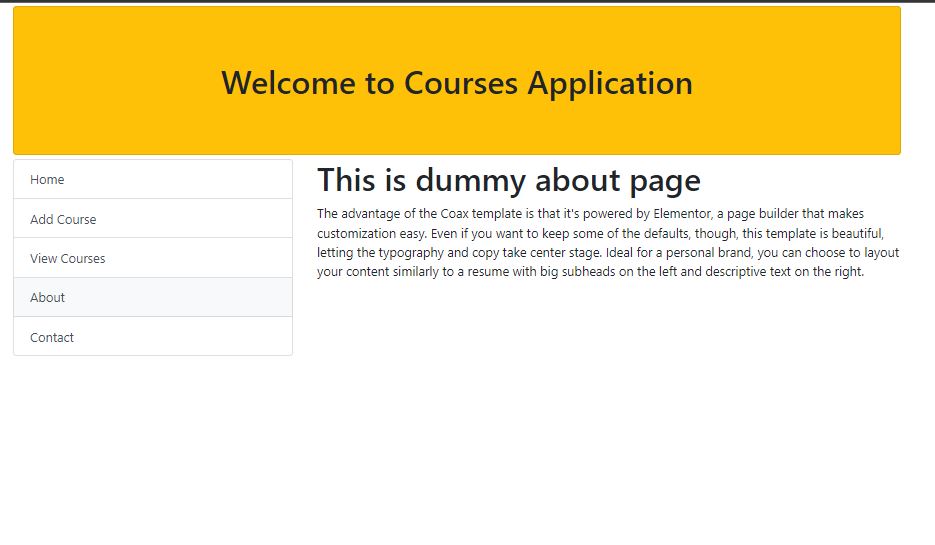 Welcome to Courses Application
Home
Add Course
View Courses
About
Contact
This is dummy about page
The advantage of the Coax template is that it's powered by Elementor, a page builder that makes
customization easy. Even if you want to keep some of the defaults, though, this template is beautiful,
letting the typography and copy take center stage. Ideal for a personal brand, you can choose to layout
your content similarly to a resume with big subheads on the left and descriptive text on the right.